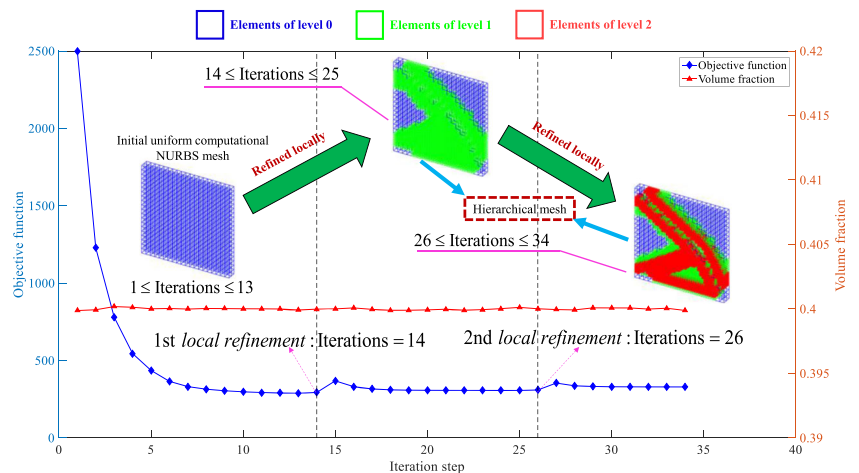 Elements of level 0
Elements of level 1
Elements of level 2
Objective function
Volume fraction
2500
2000
1500
1000
500
0
Objective function
0.42
0.415
0.41
0.405
0.4
0.395
0.39
Volume fraction
14 ≤ Iterations ≤ 25
Initial uniform computational
NURBS mesh
Refined locally
Refined locally
Hierarchical mesh
26 ≤ Iterations ≤ 34
1 ≤ Iterations ≤ 13
1st local refinement : Iterations = 14
2nd local refinement : Iterations = 26
0 5 10 15 20 25 30 35 40
Iteration step